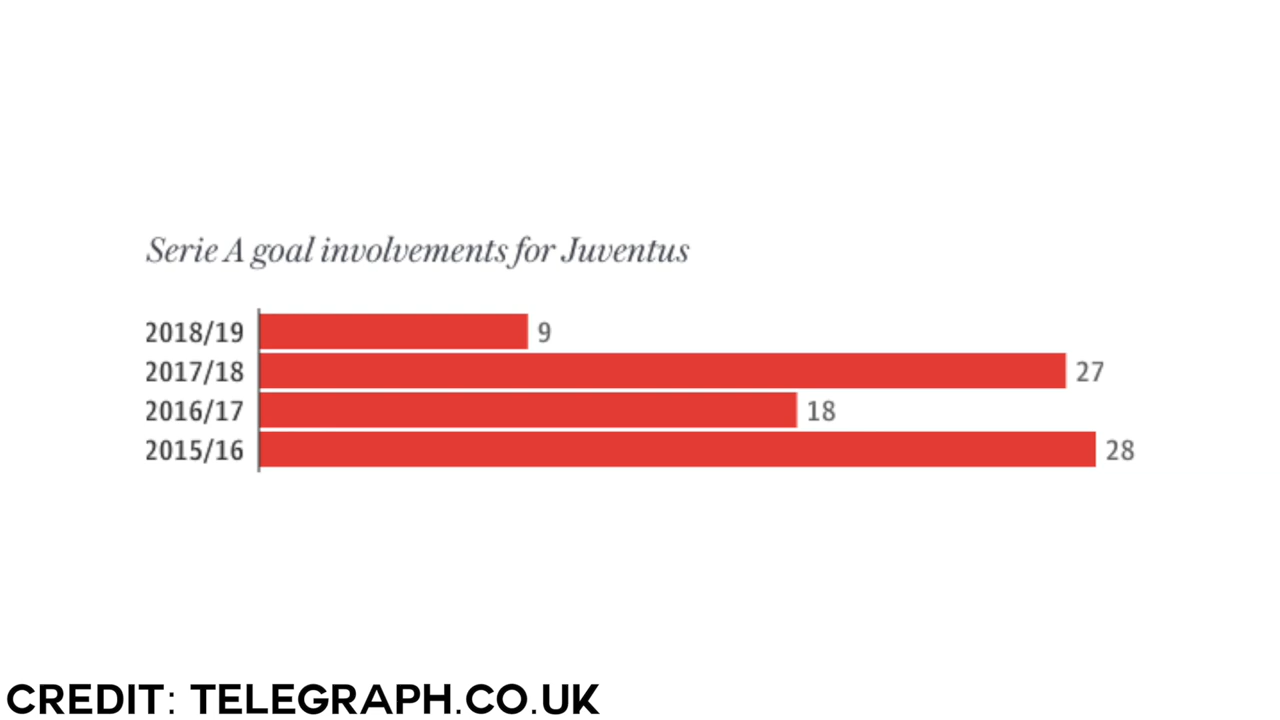 Serie A goal involvements for Juventus
2018/19 9
2017/18 27
2016/17 18
2015/16 28
CREDIT: TELEGRAPH.CO.UK